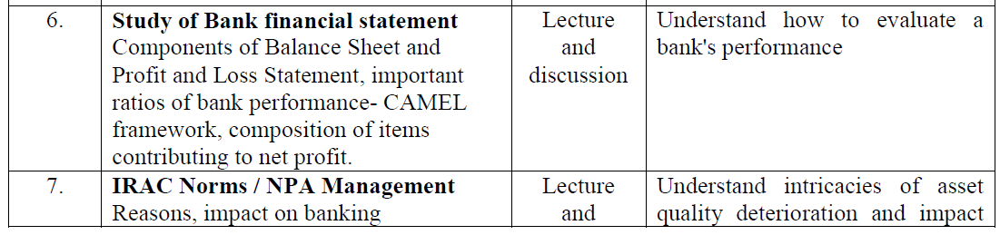 6.
Study of Bank financial statement
Components of Balance Sheet and
Profit and Loss Statement, important
ratios of bank performance- CAMEL
framework, composition of items
contributing to net profit.
Lecture
and
discussion
Understand how to evaluate a
bank's performance
7.
IRAC Norms / NPA Management
Reasons, impact on banking
Lecture
and
Understand intricacies of asset
quality deterioration and impact